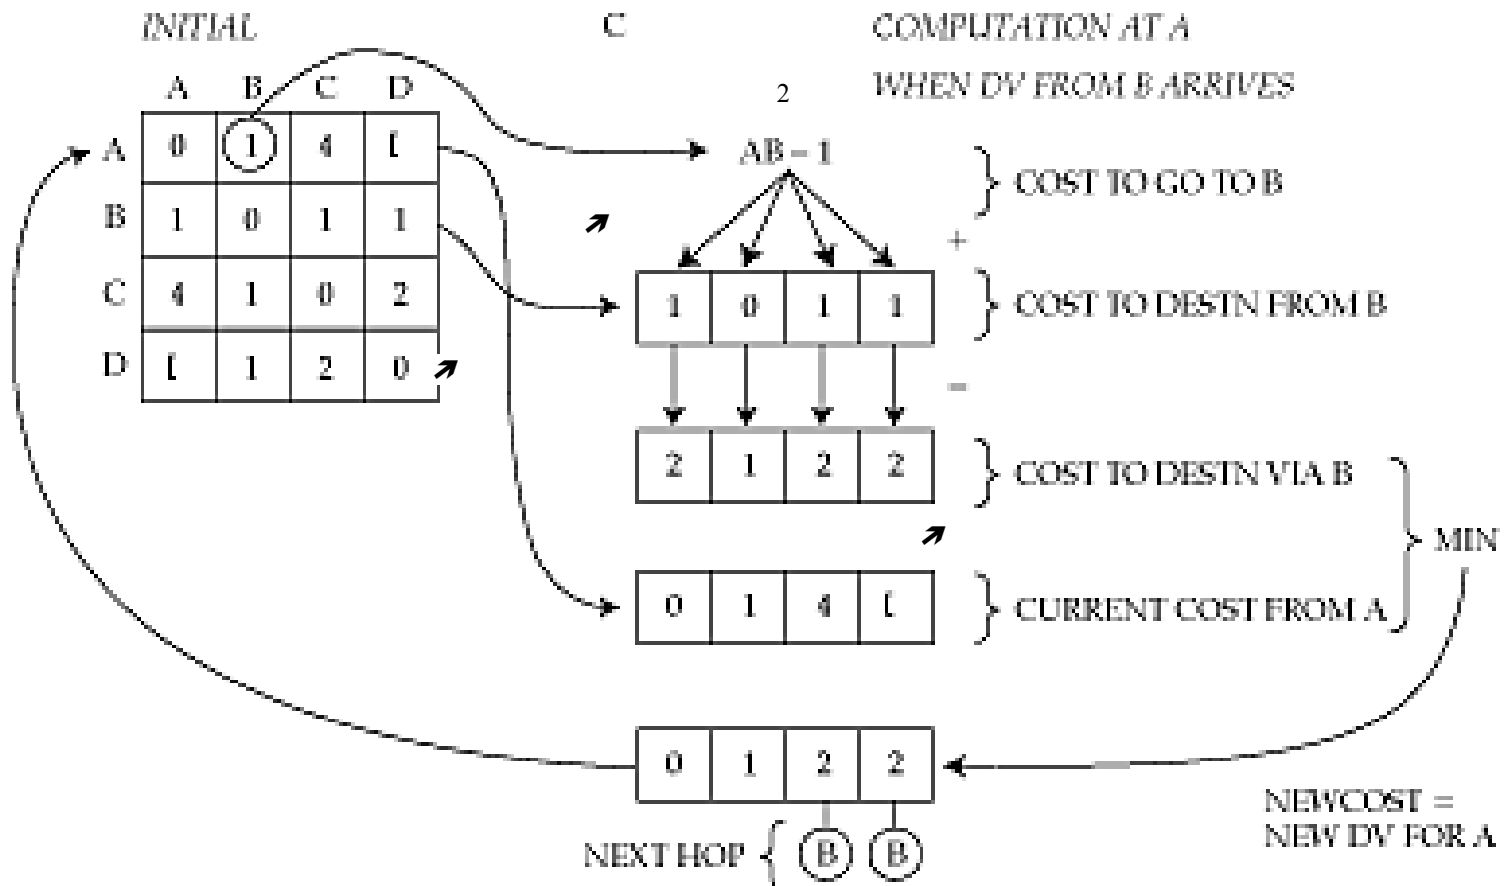 INITIAL
C
COMPUTATION AT A
WHEN DV FROM B ARRIVES
2
A B C D
A 0 1 4 [
B 1 0 1 1
C 4 1 0 2
D [ 1 2 0
AB – 1
COST TO GO TO B
+
1 0 1 1
COST TO DESTN FROM B
=
2 1 2 2
COST TO DESTN VIA B
MIN
0 1 4 [
CURRENT COST FROM A
0 1 2 2
NEWCOST =
NEW DV FOR A
NEXT HOP { B B